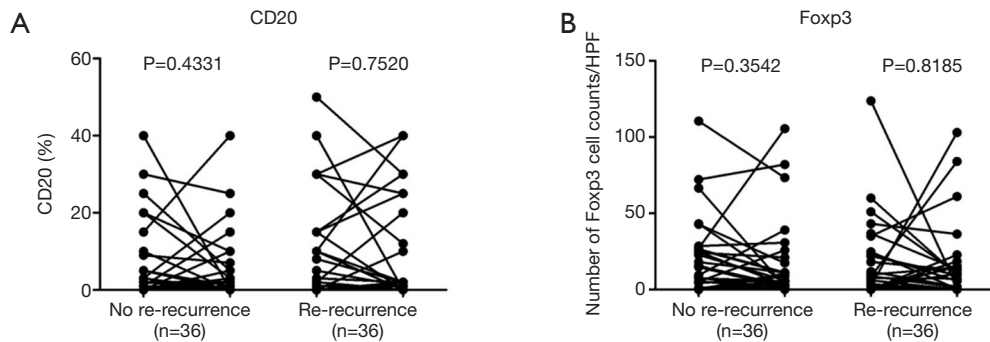 A
CD20
CD20 (%)
60
40
20
0
P=0.4331
P=0.7520
No re-recurrence
(n=36)
Re-recurrence
(n=36)
B
Foxp3
Number of Foxp3 cell counts/HPF
150
100
50
0
P=0.3542
P=0.8185
No re-recurrence
(n=36)
Re-recurrence
(n=36)